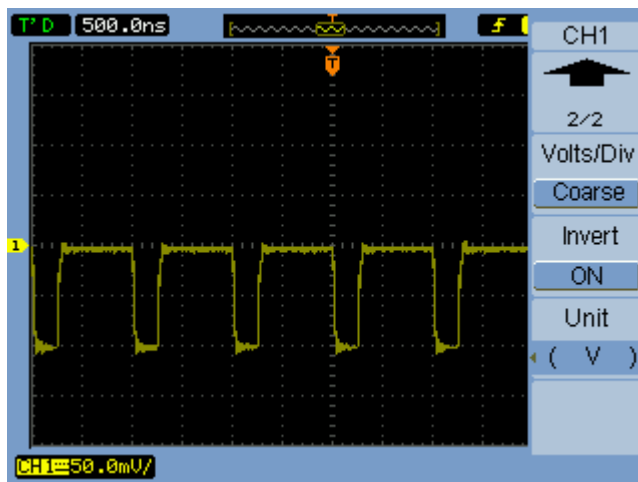 T'D 500.0ns
T
T
CH1
2/2
Volts/Div
Coarse
Invert
ON
Unit
( V )
1
CH1 50.0mV/